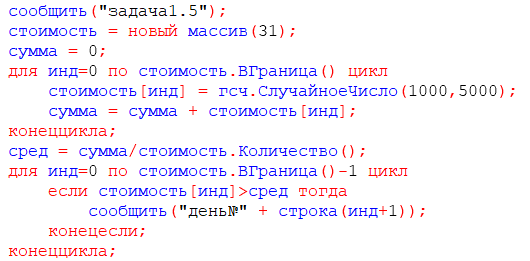 сообщить("задача1.5");
стоимость = новый массив(31);
сумма = 0;
для инд=0 по стоимость.ВГраница() цикл
    стоимость[инд] = гсч.СлучайноеЧисло(1000,5000);
    сумма = сумма + стоимость[инд];
конеццикла;
сред = сумма/стоимость.Количество();
для инд=0 по стоимость.ВГраница()-1 цикл
    если стоимость[инд]>сред тогда
        сообщить("день№" + строка(инд+1));
    конецесли;
конеццикла;